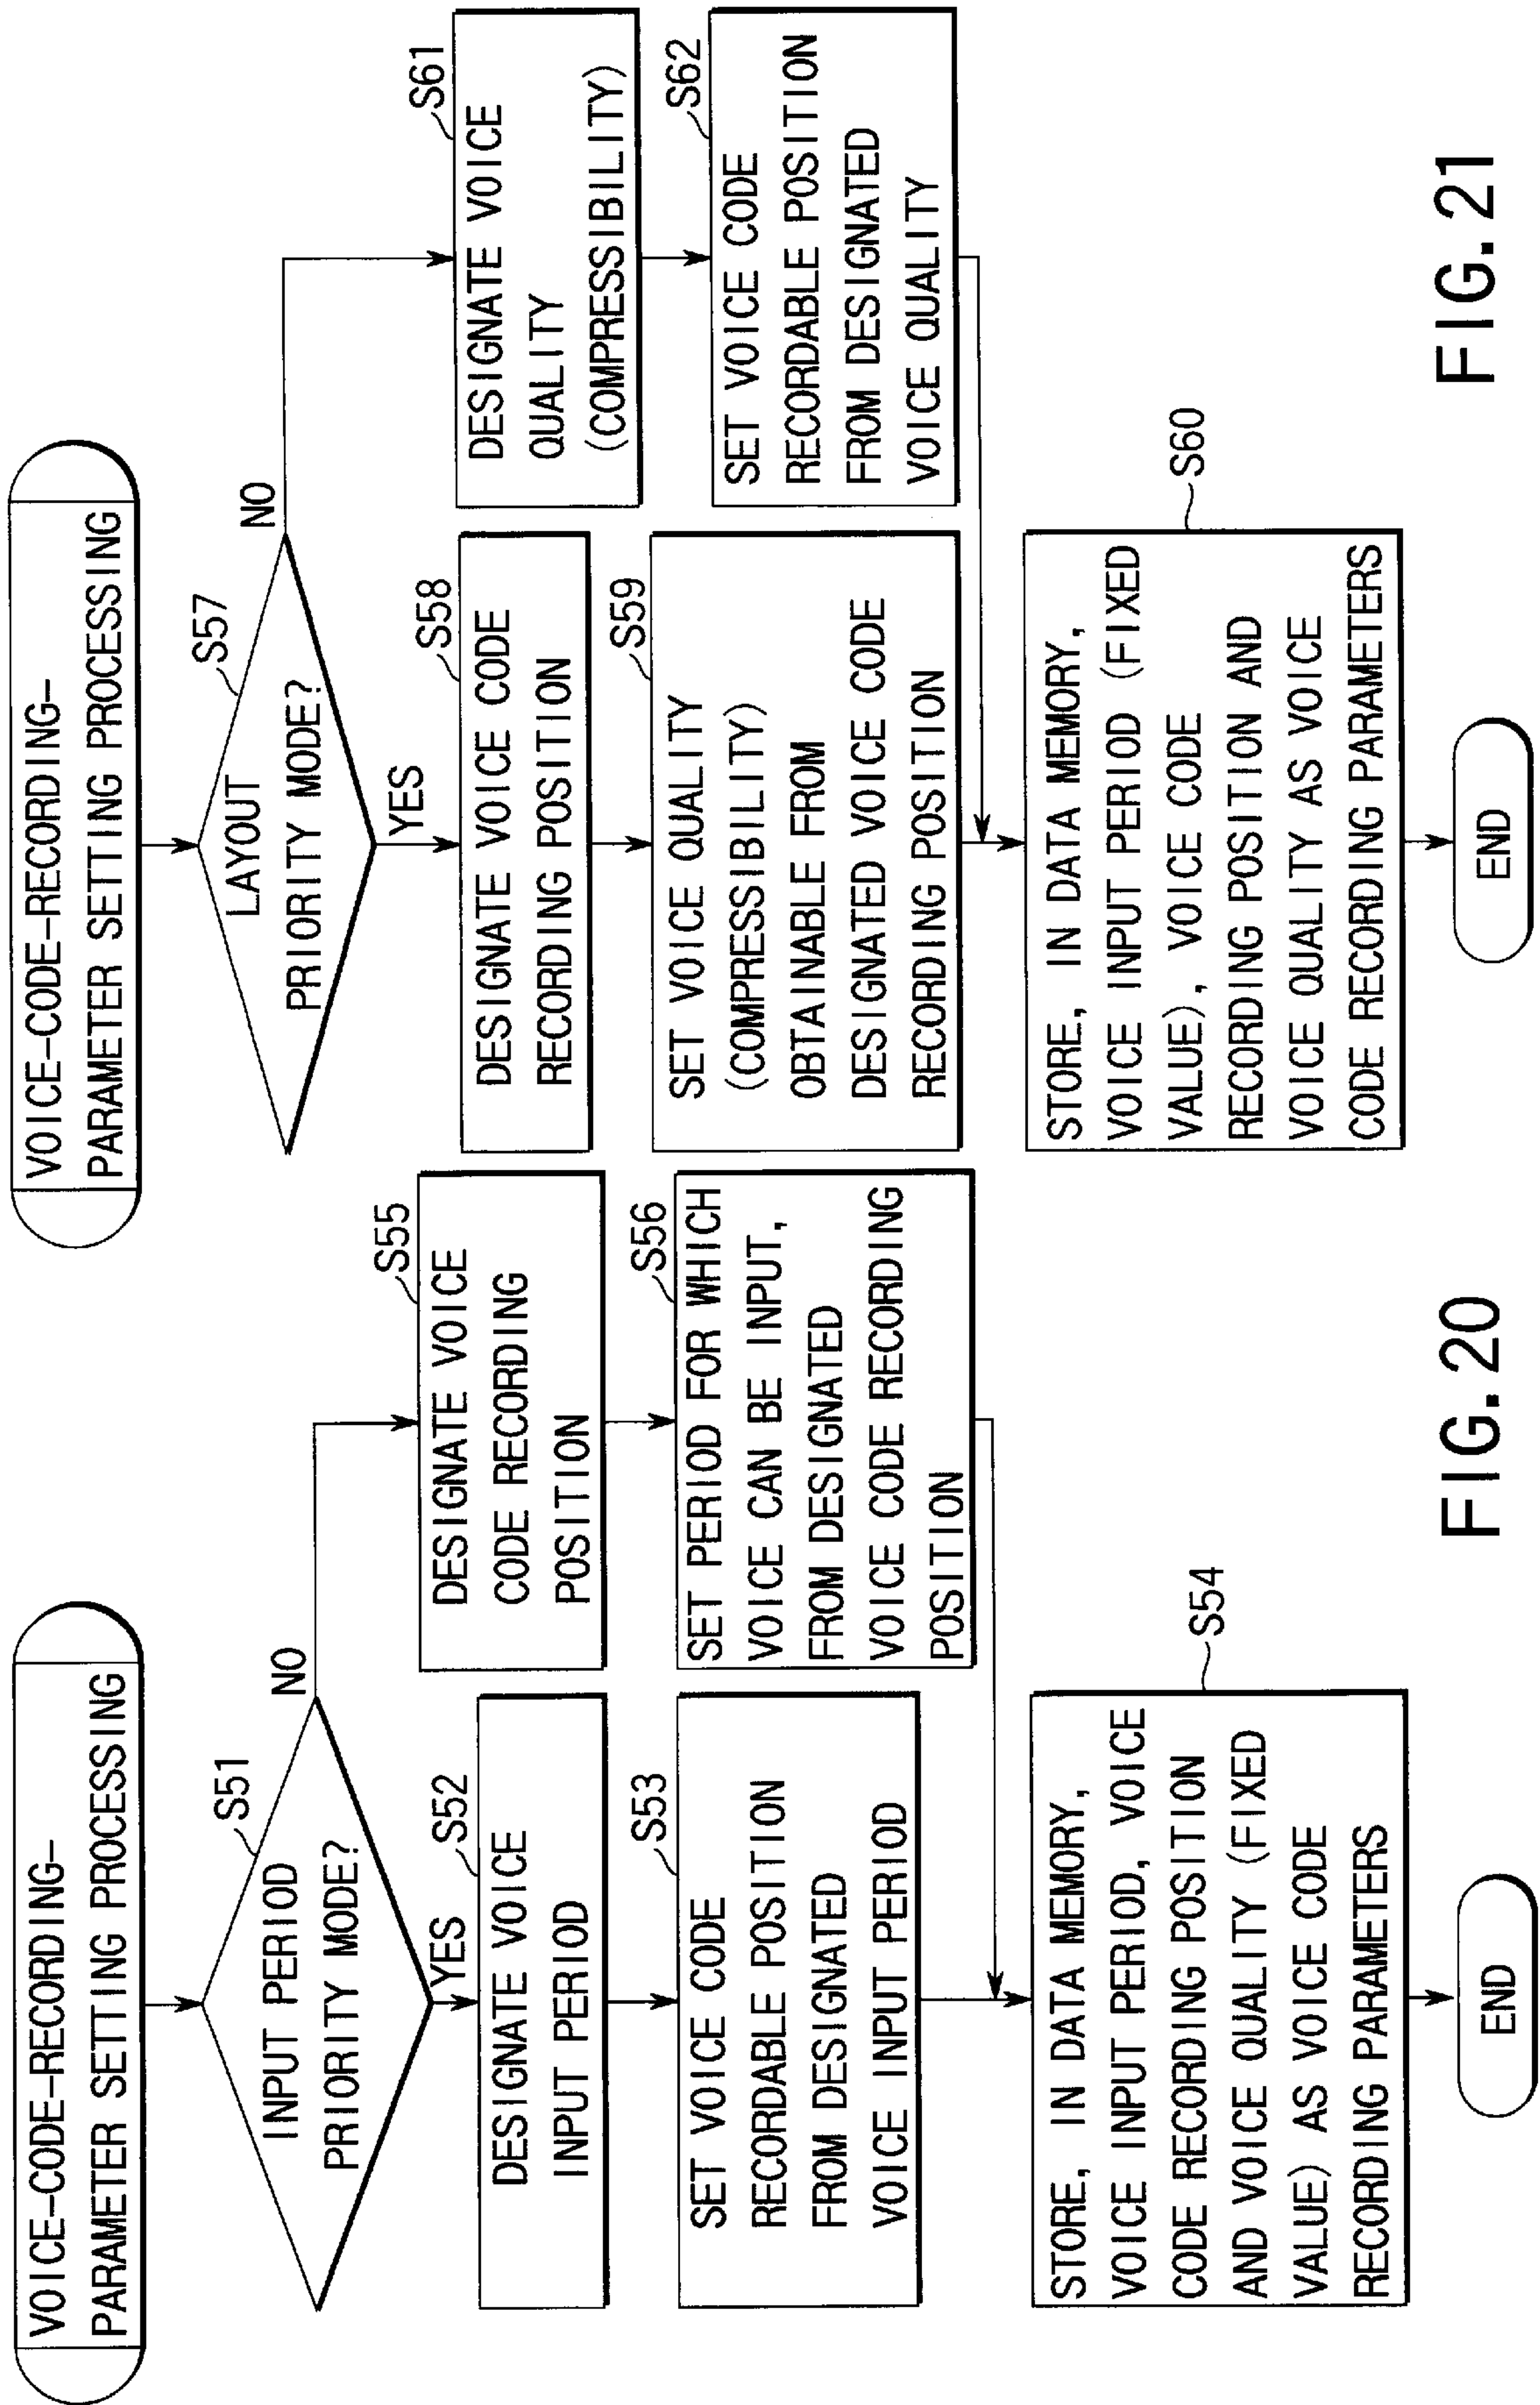 VOICE-CODE-RECORDING-
PARAMETER SETTING PROCESSING
S51
INPUT PERIOD
PRIORITY MODE?
NO
YES
S52
DESIGNATE VOICE
INPUT PERIOD
S53
SET VOICE CODE
RECORDABLE POSITION
FROM DESIGNATED
VOICE INPUT PERIOD
S55
DESIGNATE VOICE
CODE RECORDING
POSITION
S56
SET PERIOD FOR WHICH
VOICE CAN BE INPUT,
FROM DESIGNATED
VOICE CODE RECORDING
POSITION
S54
STORE, IN DATA MEMORY,
VOICE INPUT PERIOD, VOICE
CODE RECORDING POSITION
AND VOICE QUALITY (FIXED
VALUE) AS VOICE CODE
RECORDING PARAMETERS
END
FIG.20
VOICE-CODE-RECORDING-
PARAMETER SETTING PROCESSING
S57
LAYOUT
PRIORITY MODE?
NO
YES
S58
DESIGNATE VOICE CODE
RECORDING POSITION
S59
SET VOICE QUALITY
(COMPRESSIBILITY)
OBTAINABLE FROM
DESIGNATED VOICE CODE
RECORDING POSITION
S61
DESIGNATE VOICE
QUALITY
(COMPRESSIBILITY)
S62
SET VOICE CODE
RECORDABLE POSITION
FROM DESIGNATED
VOICE QUALITY
S60
STORE, IN DATA MEMORY,
VOICE INPUT PERIOD (FIXED
VALUE), VOICE CODE
RECORDING POSITION AND
VOICE QUALITY AS VOICE
CODE RECORDING PARAMETERS
END
FIG.21